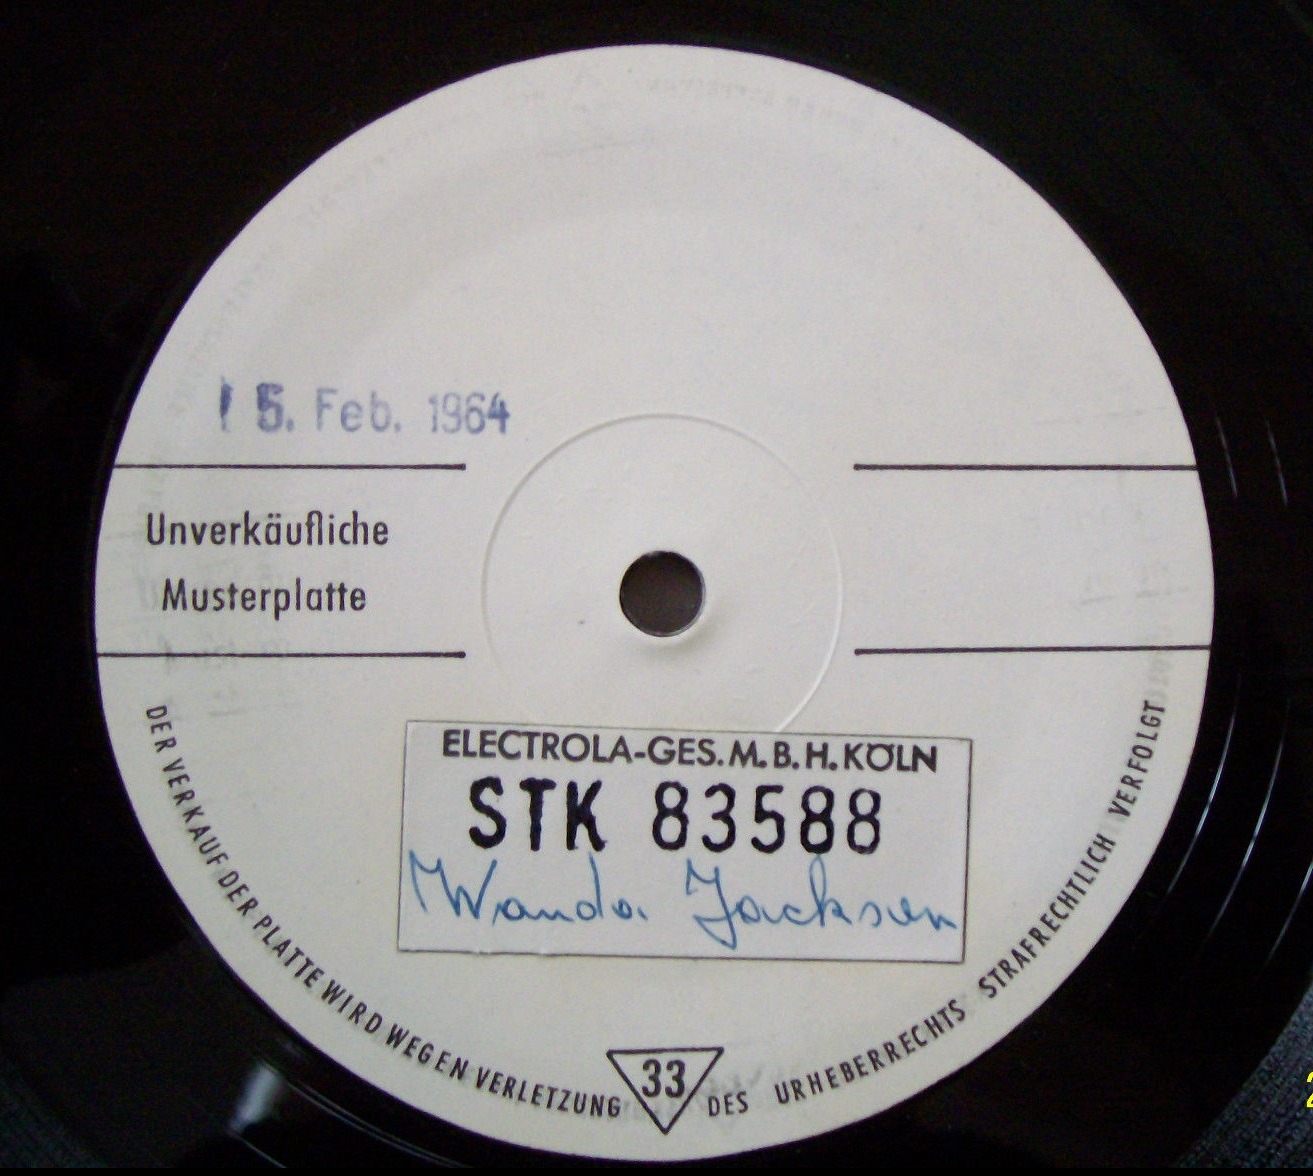 15. Feb. 1964
Unverkäufliche
Musterplatte
ELECTROLA-GES.M.B.H.KÖLN
STK 83588
Wanda Jackson
33
DER VERKAUF DER PLATTE WIRD WEGEN VERLETZUNG DES URHEBERRECHTS STRAFRECHTLICH VERFOLGT